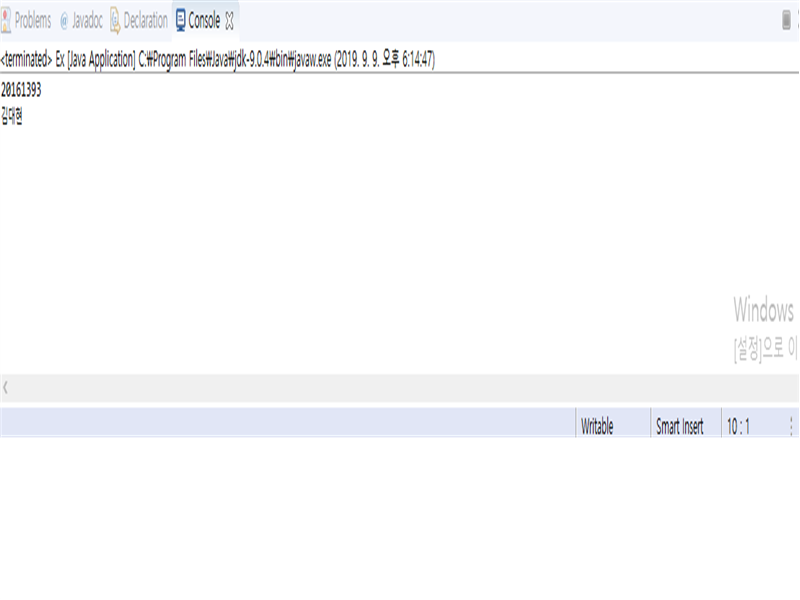 Problems @ Javadoc Declaration Console
<terminated> Ex [Java Application] C:₩Program Files₩Java₩jdk-9.0.4₩bin₩javaw.exe (2019. 9. 9. 오후 6:14:47)
20161393
김대현
Windows
[설정]으로 이
Writable Smart Insert 10 : 1